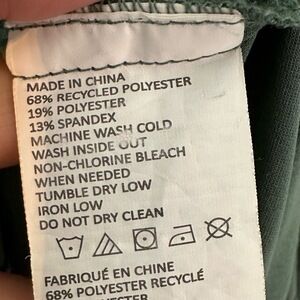 MADE IN CHINA
68% RECYCLED POLYESTER
19% POLYESTER
13% SPANDEX
MACHINE WASH COLD
WASH INSIDE OUT
NON-CHLORINE BLEACH
WHEN NEEDED
TUMBLE DRY LOW
IRON LOW
DO NOT DRY CLEAN
FABRIQUÉ EN CHINE
68% POLYESTER RECYCLÉ